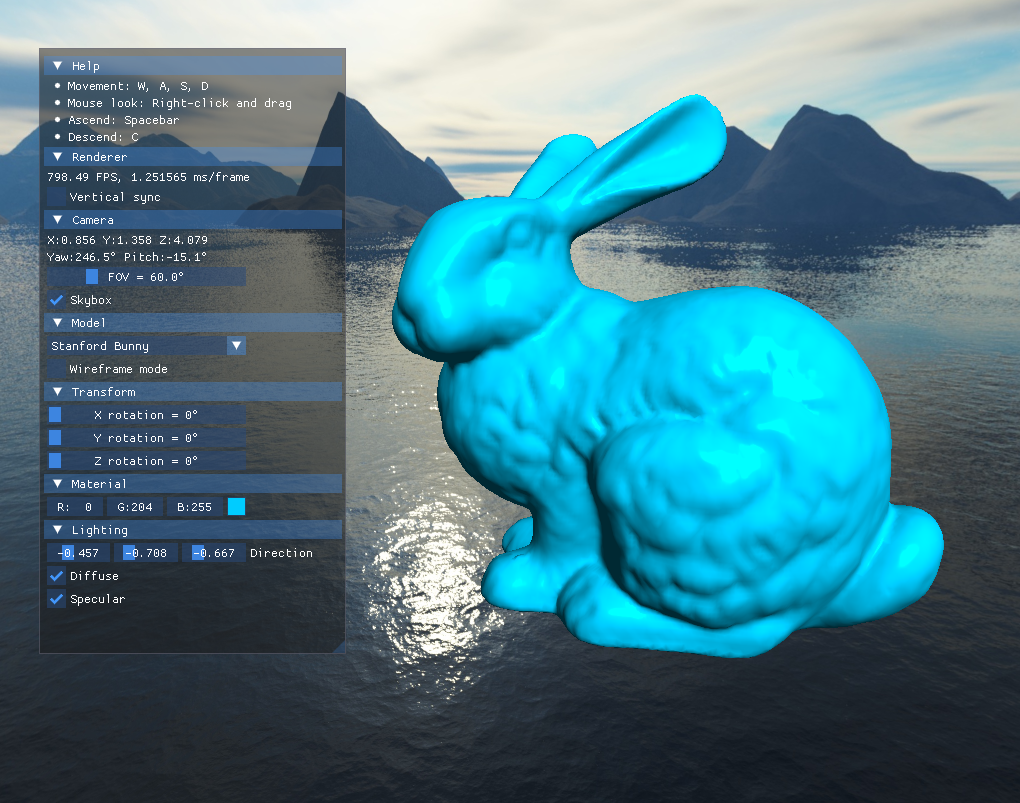 Help
Movement: W, A, S, D
Mouse look: Right-click and drag
Ascend: Spacebar
Descend: C
Renderer
798.49 FPS, 1.251565 ms/frame
Vertical sync
Camera
X:0.856 Y:1.358 Z:4.079
Yaw:246.5° Pitch:-15.1°
FOV = 60.0°
Skybox
Model
Stanford Bunny
Wireframe mode
Transform
X rotation = 0°
Y rotation = 0°
Z rotation = 0°
Material
R: 0 G:204 B:255
Lighting
-0.457 -0.708 -0.667 Direction
Diffuse
Specular